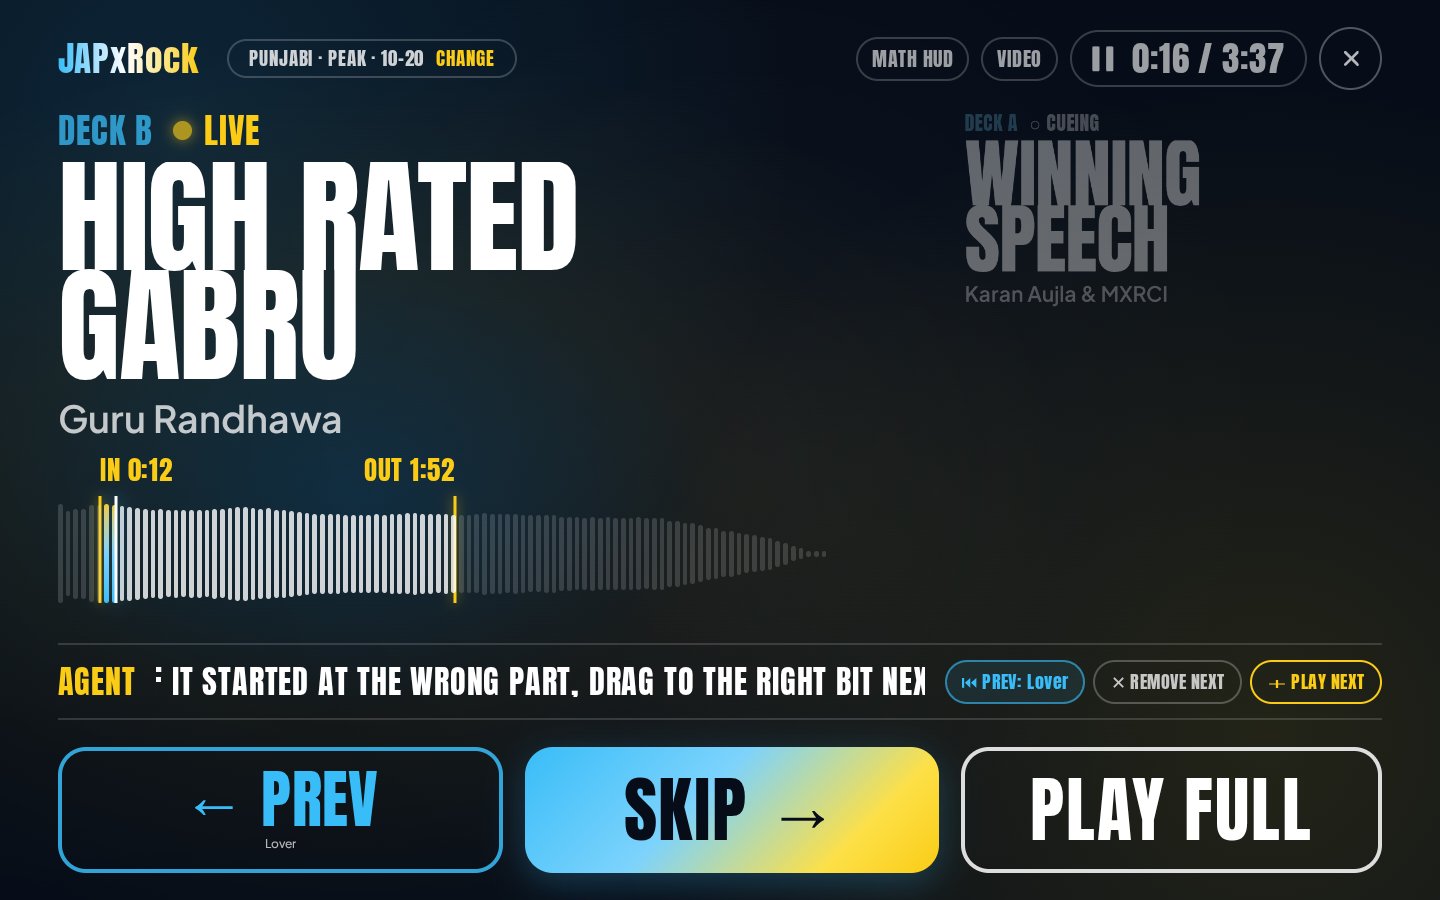 JAPxRock
PUNJABI · PEAK · 10-20 CHANGE
MATH HUD
VIDEO
0:16 / 3:37
DECK B LIVE
HIGH RATED
GABRU
Guru Randhawa
DECK A CUEING
WINNING
SPEECH
Karan Aujla & MXRCI
IN 0:12
OUT 1:52
AGENT : IT STARTED AT THE WRONG PART, DRAG TO THE RIGHT BIT NEX
PREV: Lover
✕ REMOVE NEXT
PLAY NEXT
← PREV
Lover
SKIP →
PLAY FULL